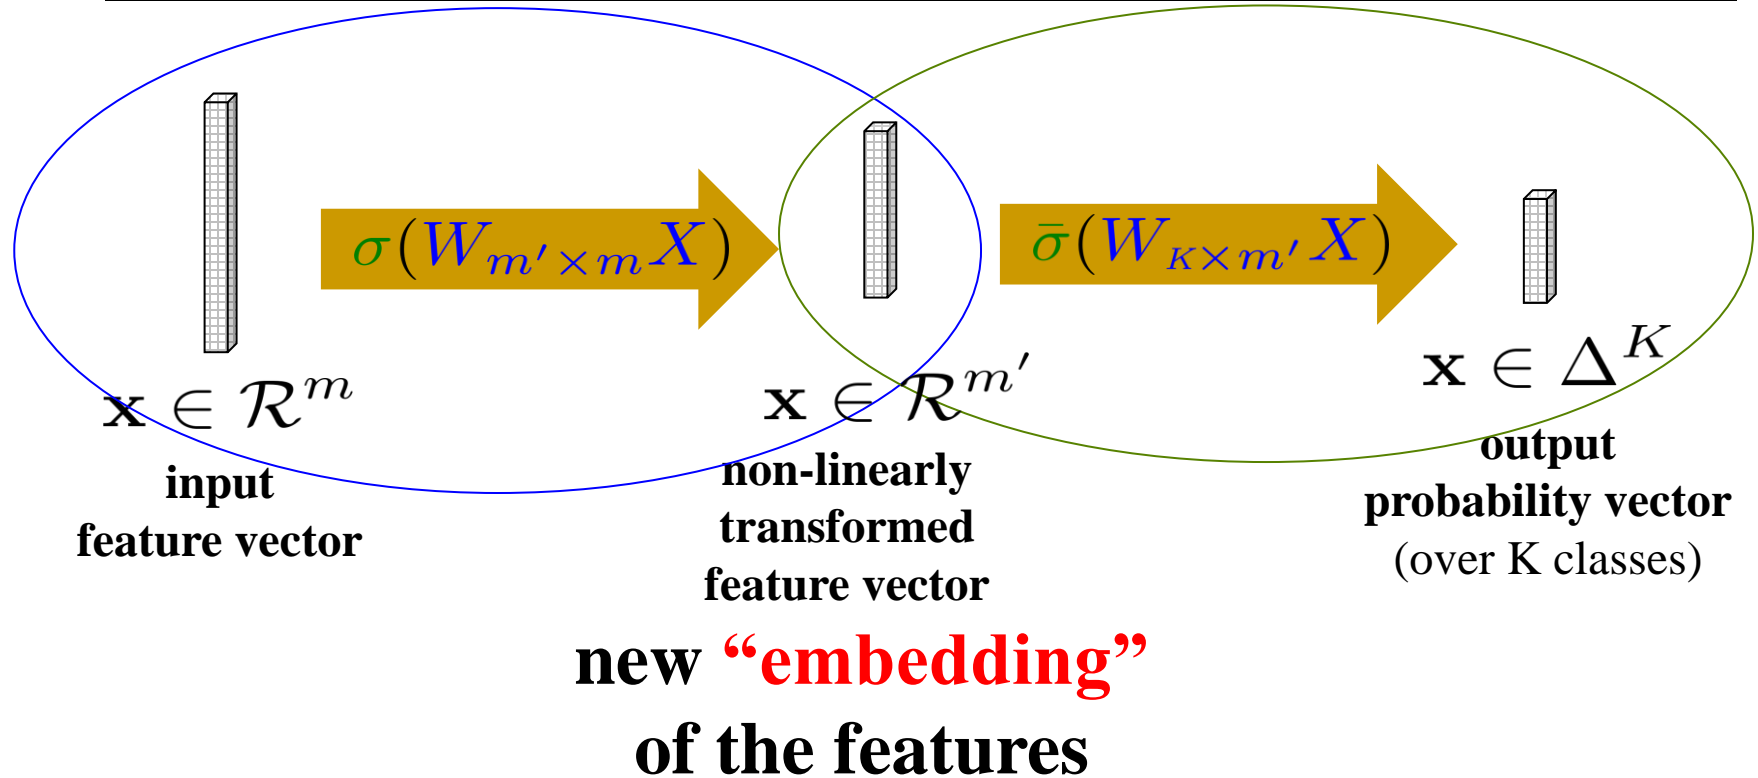 σ(W_{m′×m}X)
σ̄(W_{K×m′}X)
x ∈ ℛ^m
input
feature vector
x ∈ ℛ^{m′}
non-linearly
transformed
feature vector
x ∈ Δ^K
output
probability vector
(over K classes)
new “embedding”
of the features